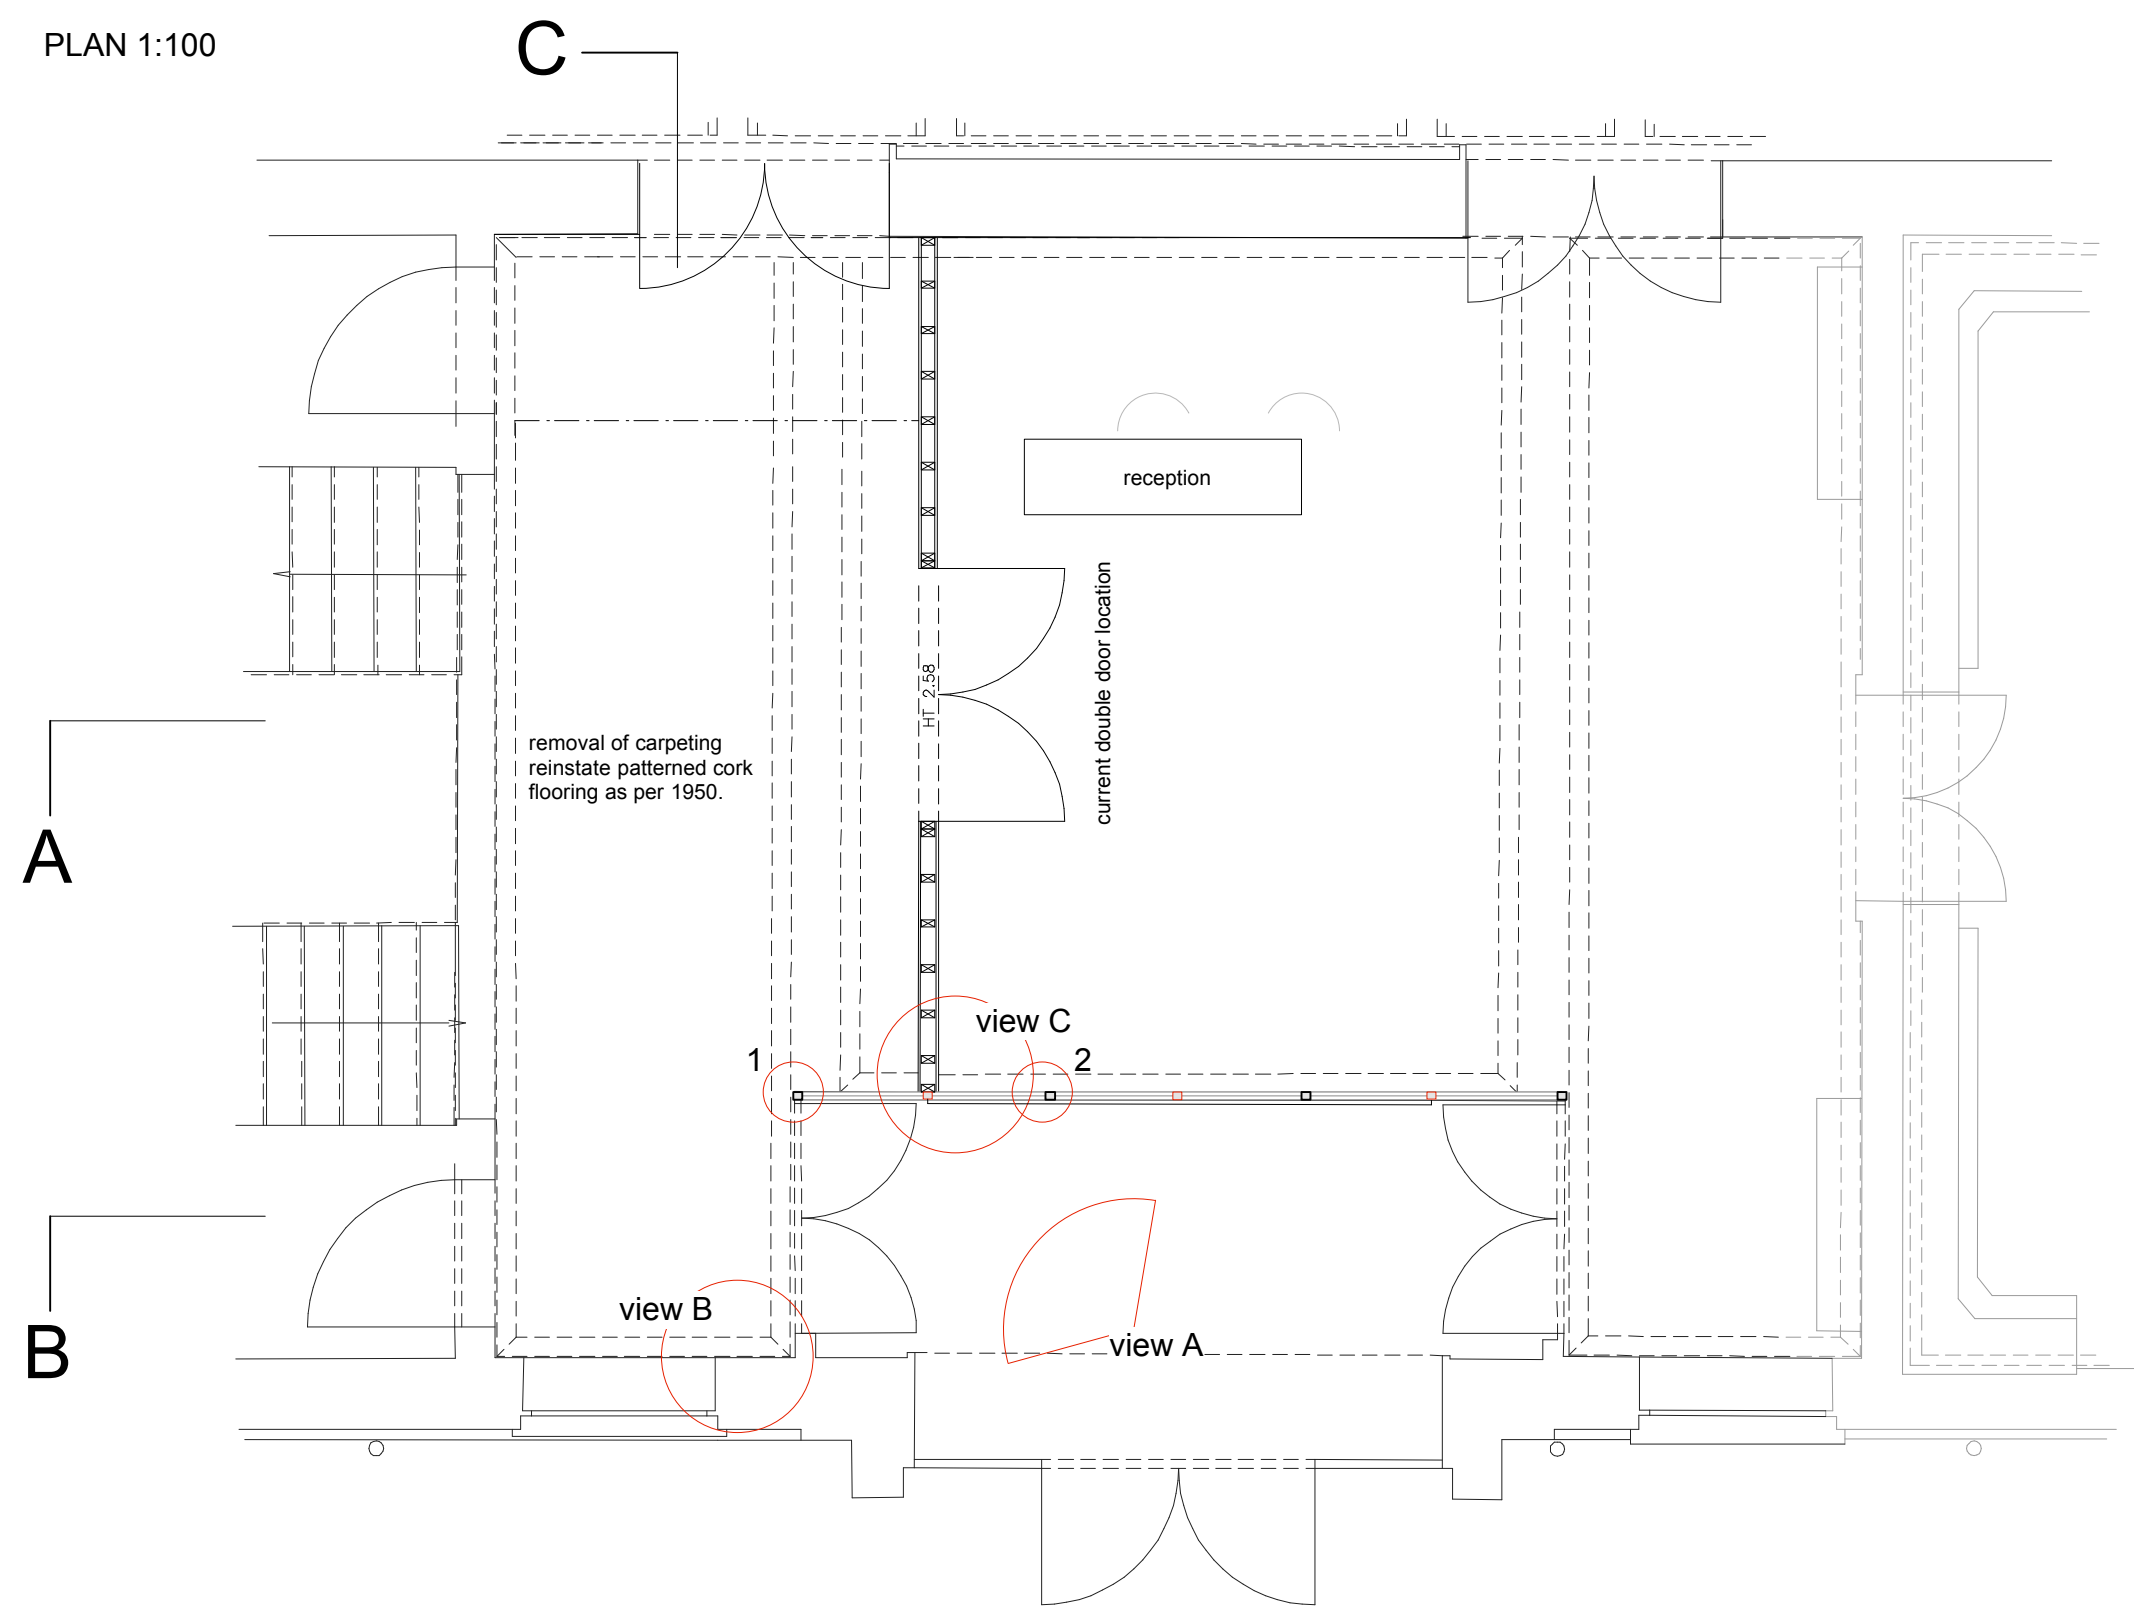 PLAN 1:100
C
reception
current double door location
HT 2.58
removal of carpeting
reinstate patterned cork
flooring as per 1950.
A
view C
1
2
view B
B
view A